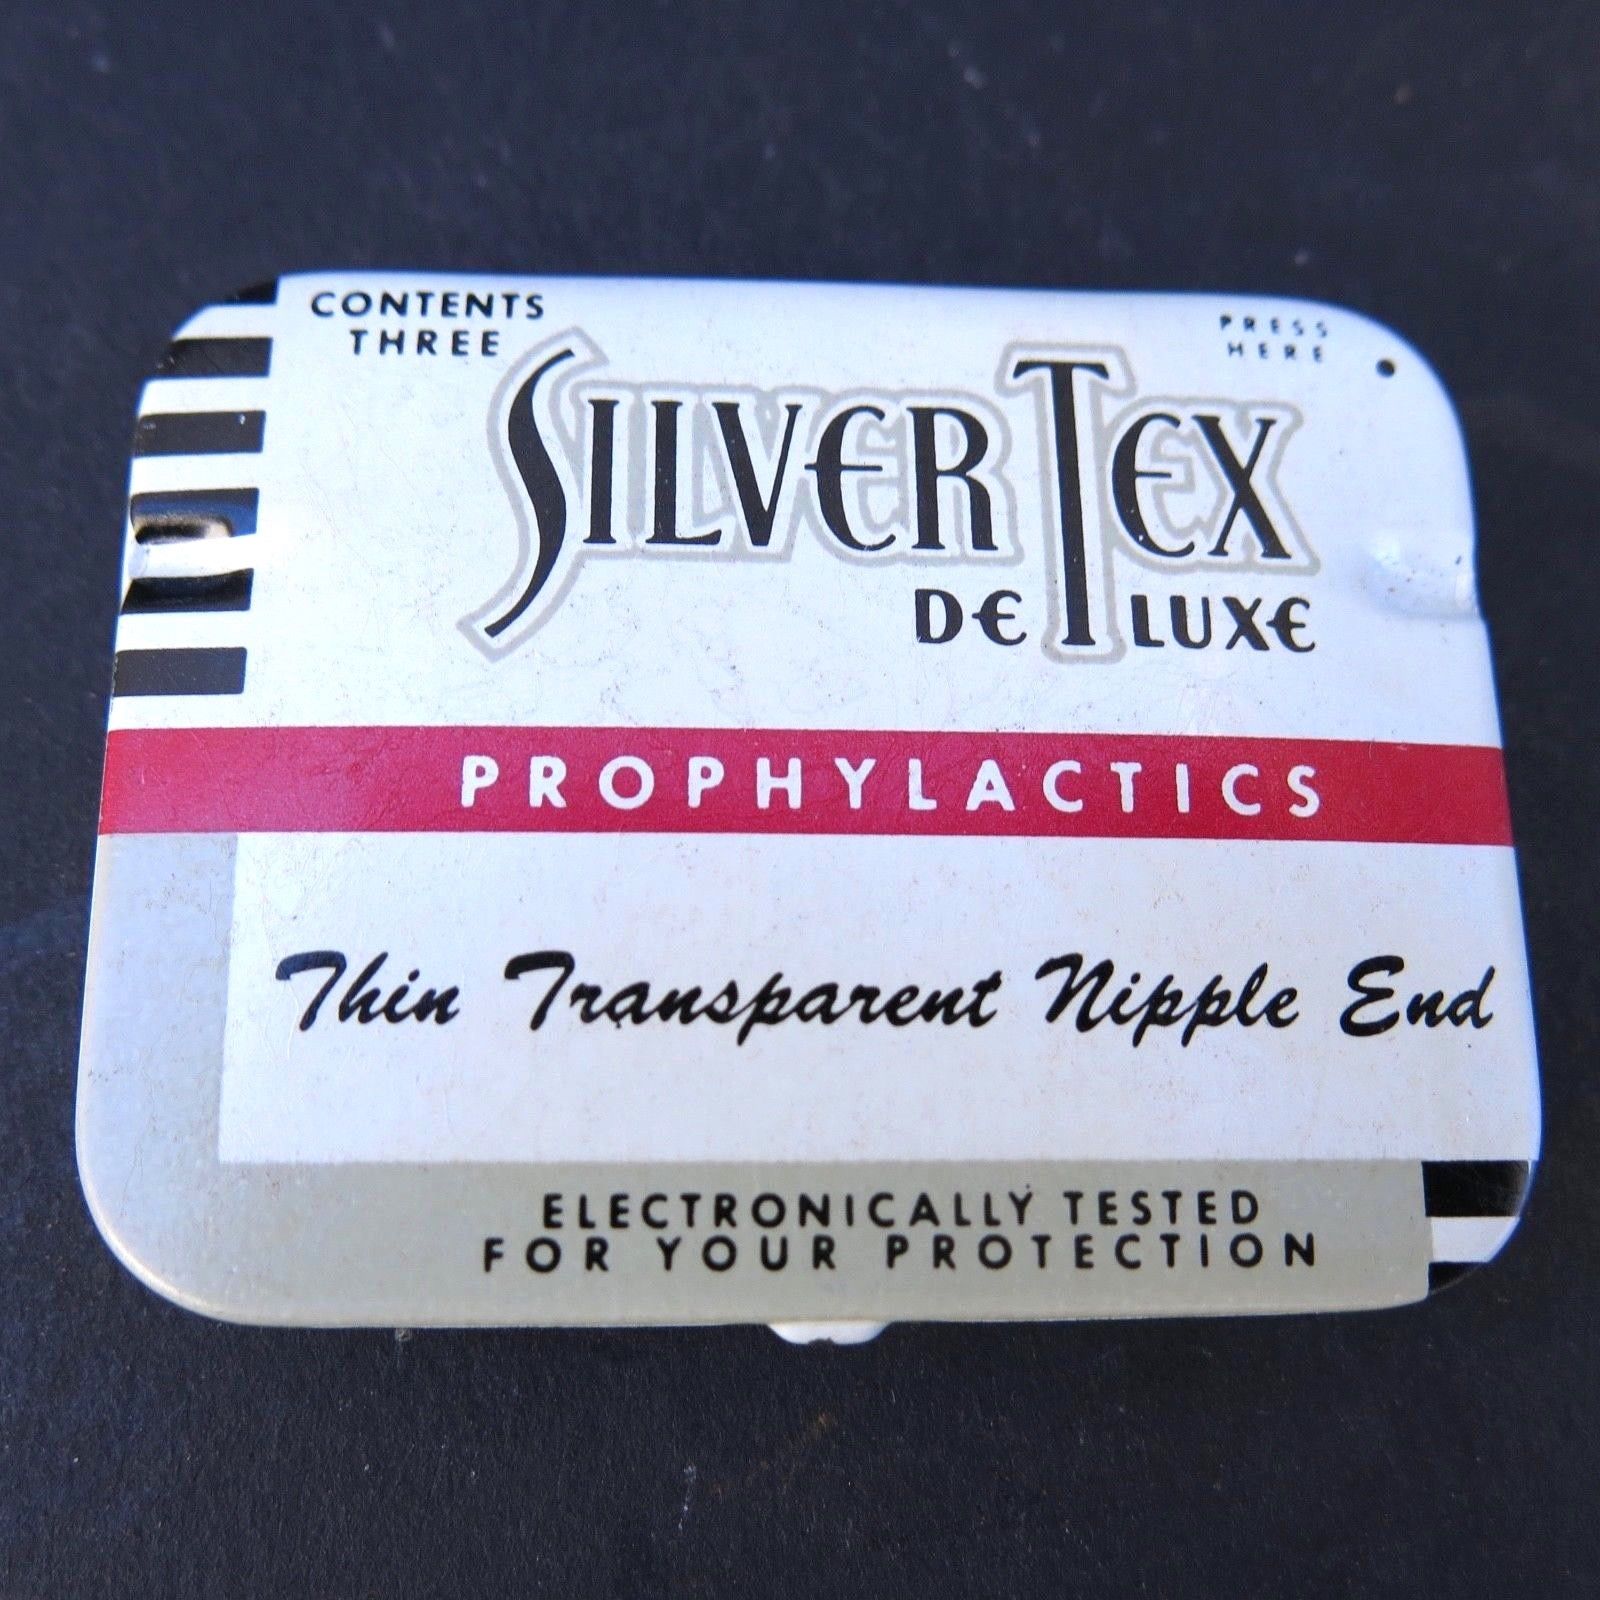 CONTENTS
THREE
PRESS
HERE
SILVER TEX
DE LUXE
PROPHYLACTICS
Thin Transparent Nipple End
ELECTRONICALLY TESTED
FOR YOUR PROTECTION